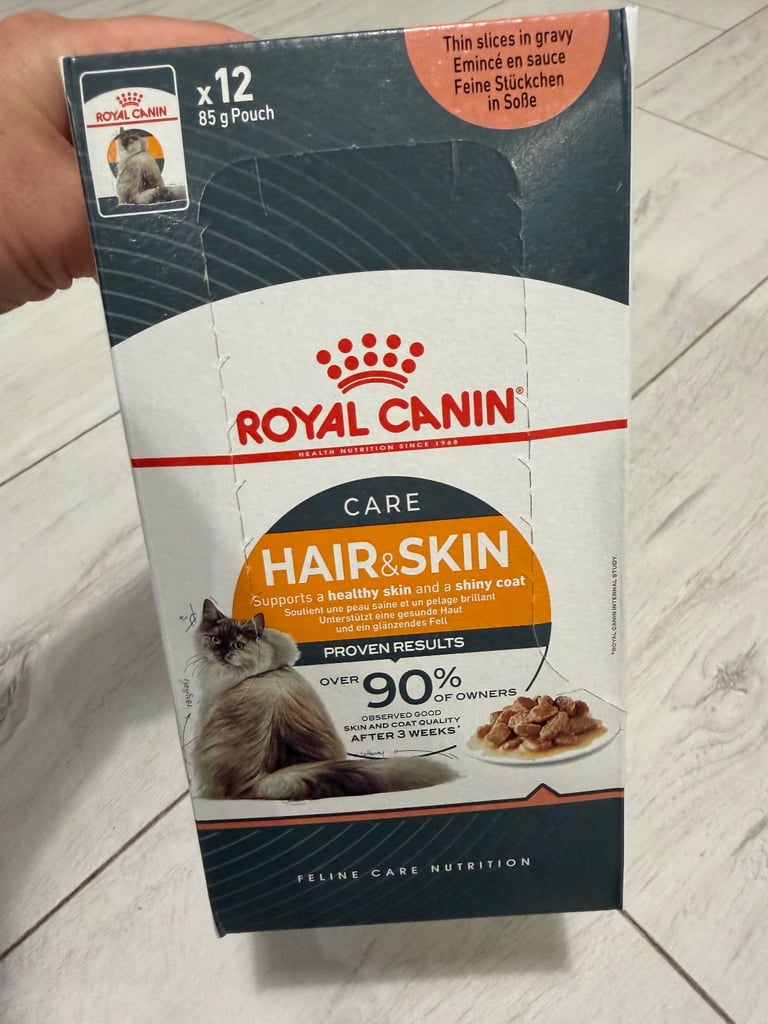 Thin slices in gravy
Emincé en sauce
Feine Stückchen
in Soße
x12
85 g Pouch
ROYAL CANIN
ROYAL CANIN®
HEALTH NUTRITION SINCE 1968
CARE
HAIR&SKIN
Supports a healthy skin and a shiny coat
Soutient une peau saine et un pelage brillant
Unterstützt eine gesunde Haut
und ein glänzendes Fell
PROVEN RESULTS
OVER 90% OF OWNERS
OBSERVED GOOD
SKIN AND COAT QUALITY
AFTER 3 WEEKS*
*ROYAL CANIN INTERNAL STUDY.
FELINE CARE NUTRITION